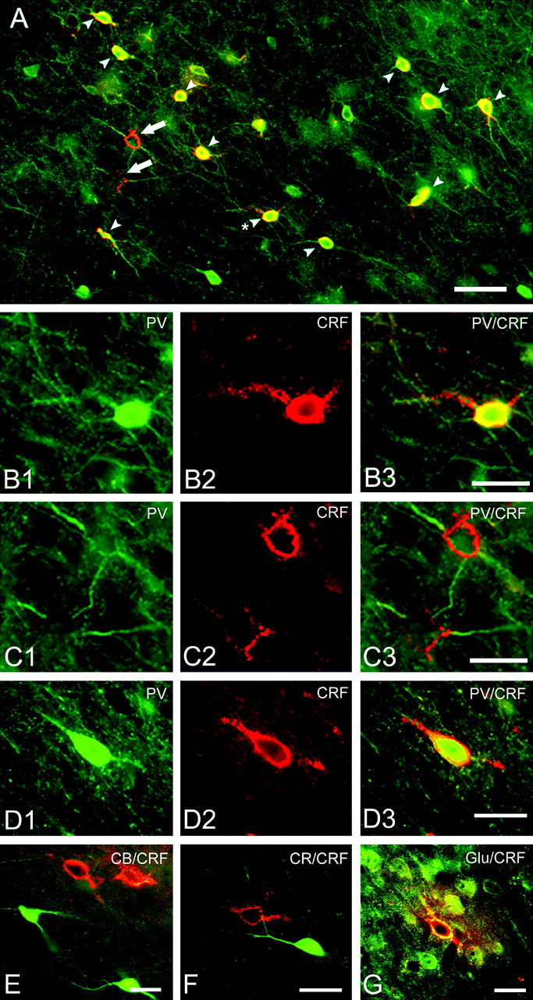 A
*
PV
CRF
PV/CRF
B1
B2
B3
PV
CRF
PV/CRF
C1
C2
C3
PV
CRF
PV/CRF
D1
D2
D3
CB/CRF
CR/CRF
Glu/CRF
E
F
G